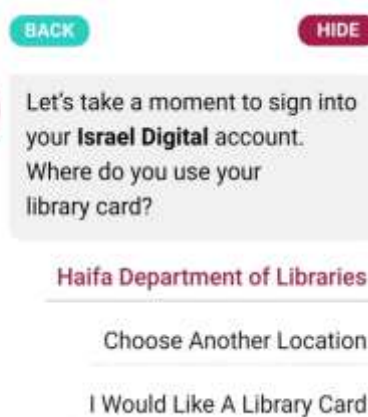 BACK
HIDE
Let's take a moment to sign into
your Israel Digital account.
Where do you use your
library card?
Haifa Department of Libraries
Choose Another Location
I Would Like A Library Card